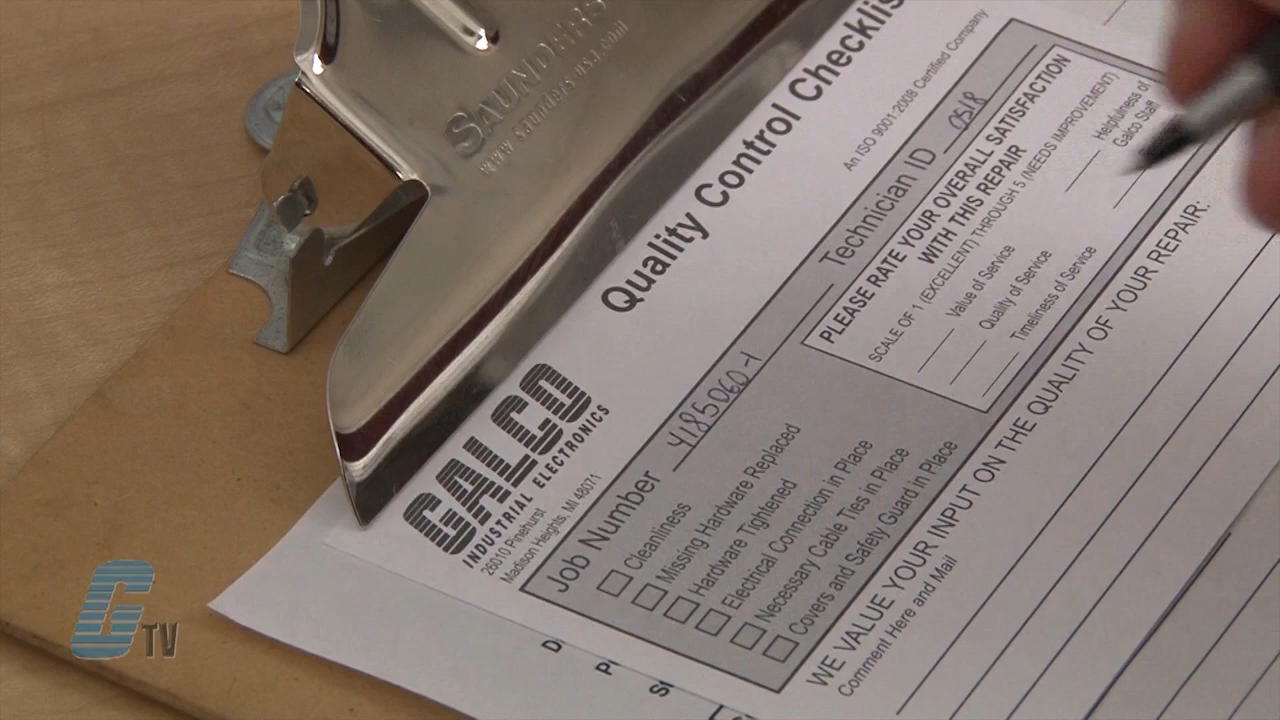 SAUNDERS
www.saunders-usa.com
Quality Control Checklist
An ISO 9001:2008 Certified Company
GALCO
INDUSTRIAL ELECTRONICS
26010 Pinehurst
Madison Heights, MI 48071
Job Number 4185060-1 Technician ID 0518
Cleanliness
Missing Hardware Replaced
Hardware Tightened
Electrical Connection in Place
Necessary Cable Ties in Place
Covers and Safety Guard in Place
PLEASE RATE YOUR OVERALL SATISFACTION
WITH THIS REPAIR
SCALE OF 1 (EXCELLENT) THROUGH 5 (NEEDS IMPROVEMENT)
Value of Service
Quality of Service
Timeliness of Service
Helpfulness of
Galco Staff
WE VALUE YOUR INPUT ON THE QUALITY OF YOUR REPAIR:
Comment Here and Mail
G TV